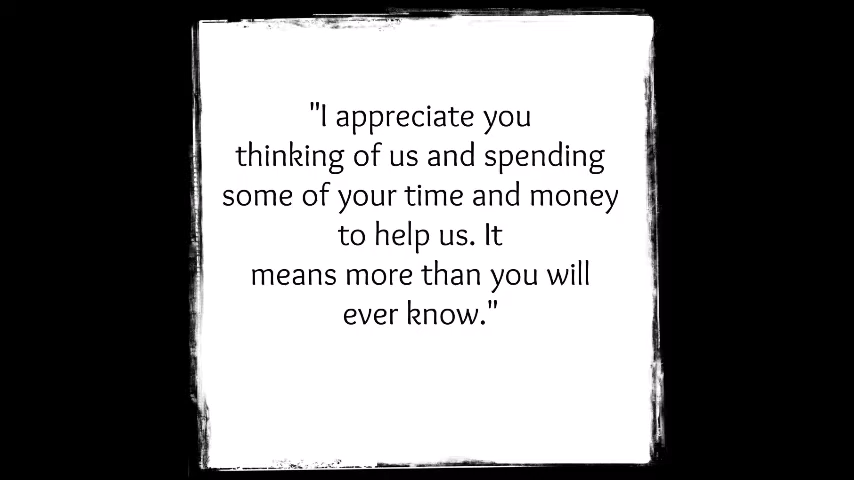 "I appreciate you
thinking of us and spending
some of your time and money
to help us. It
means more than you will
ever know."